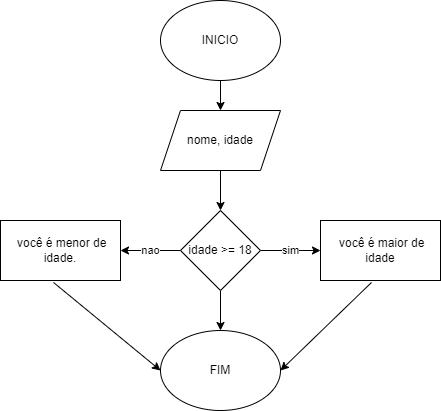 INICIO
nome, idade
você é menor de
idade.
nao
idade >= 18
sim
você é maior de
idade
FIM